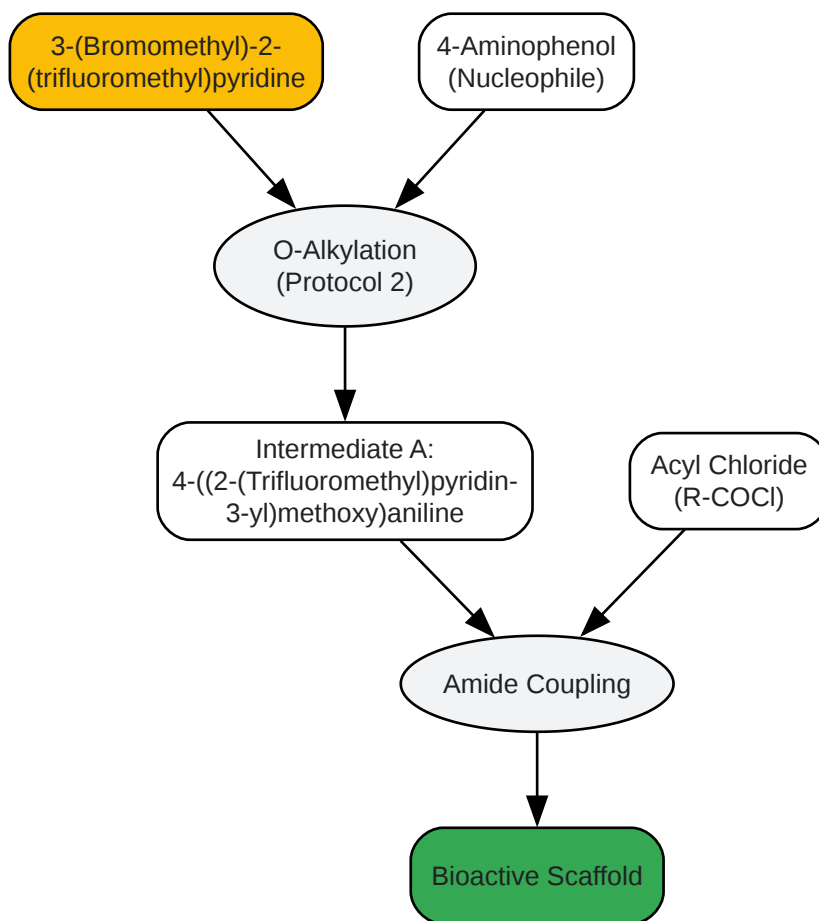 3-(Bromomethyl)-2-
(trifluoromethyl)pyridine
4-Aminophenol
(Nucleophile)
O-Alkylation
(Protocol 2)
Intermediate A:
4-((2-(Trifluoromethyl)pyridin-
3-yl)methoxy)aniline
Acyl Chloride
(R-COCl)
Amide Coupling
Bioactive Scaffold